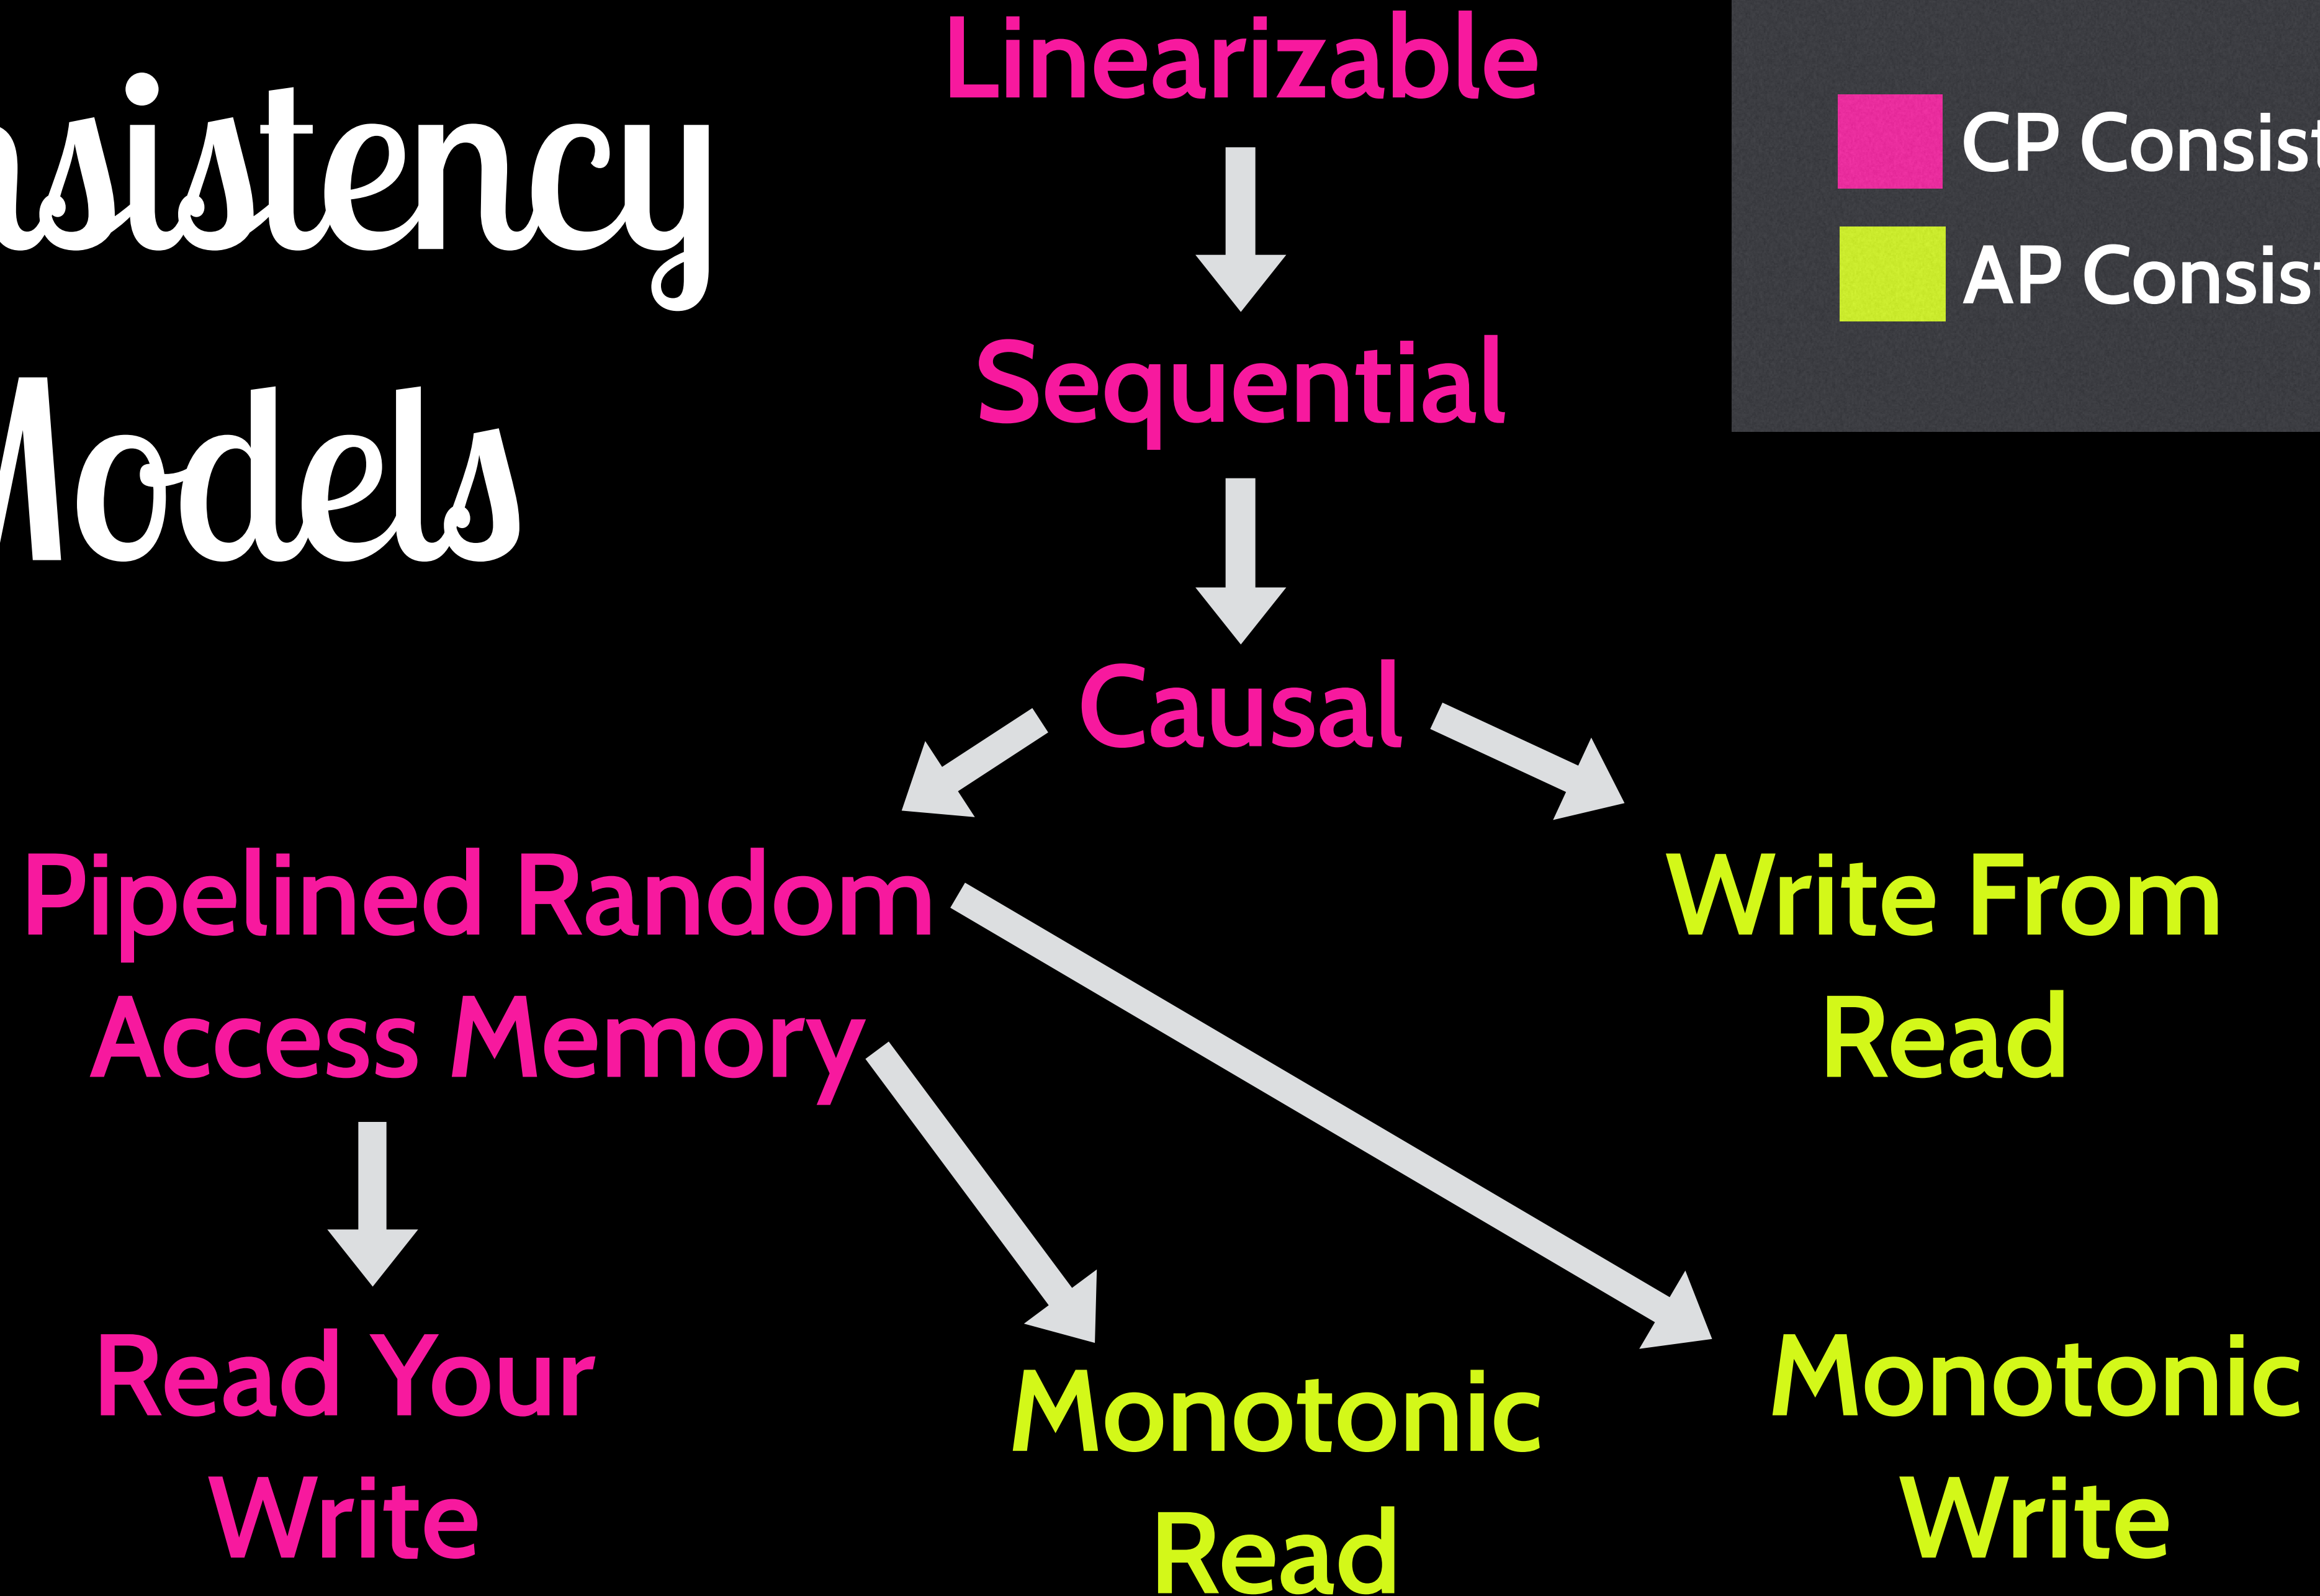 nsistency
Models
Linearizable
CP Consist
AP Consist
Sequential
Causal
Pipelined Random
Access Memory
Write From
Read
Read Your
Write
Monotonic
Read
Monotonic
Write